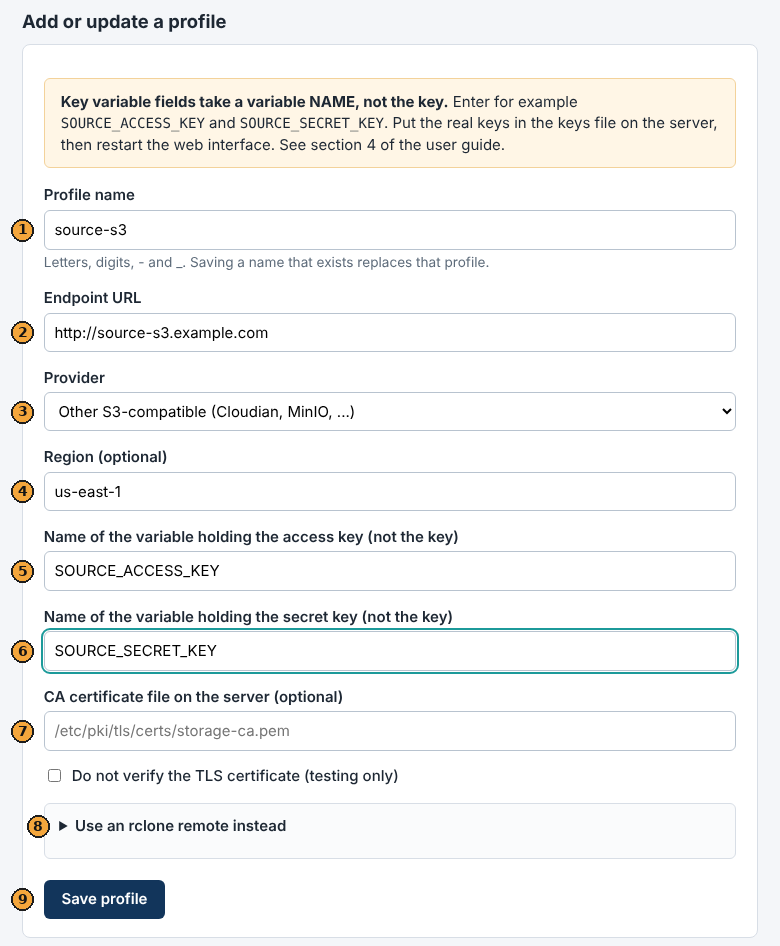 Add or update a profile
Key variable fields take a variable NAME, not the key. Enter for example
SOURCE_ACCESS_KEY and SOURCE_SECRET_KEY. Put the real keys in the keys file on the server,
then restart the web interface. See section 4 of the user guide.
Profile name
1 source-s3
Letters, digits, - and _. Saving a name that exists replaces that profile.
Endpoint URL
2 http://source-s3.example.com
Provider
3 Other S3-compatible (Cloudian, MinIO, ...)
Region (optional)
4 us-east-1
Name of the variable holding the access key (not the key)
5 SOURCE_ACCESS_KEY
Name of the variable holding the secret key (not the key)
6 SOURCE_SECRET_KEY
CA certificate file on the server (optional)
7 /etc/pki/tls/certs/storage-ca.pem
Do not verify the TLS certificate (testing only)
8 Use an rclone remote instead
9 Save profile